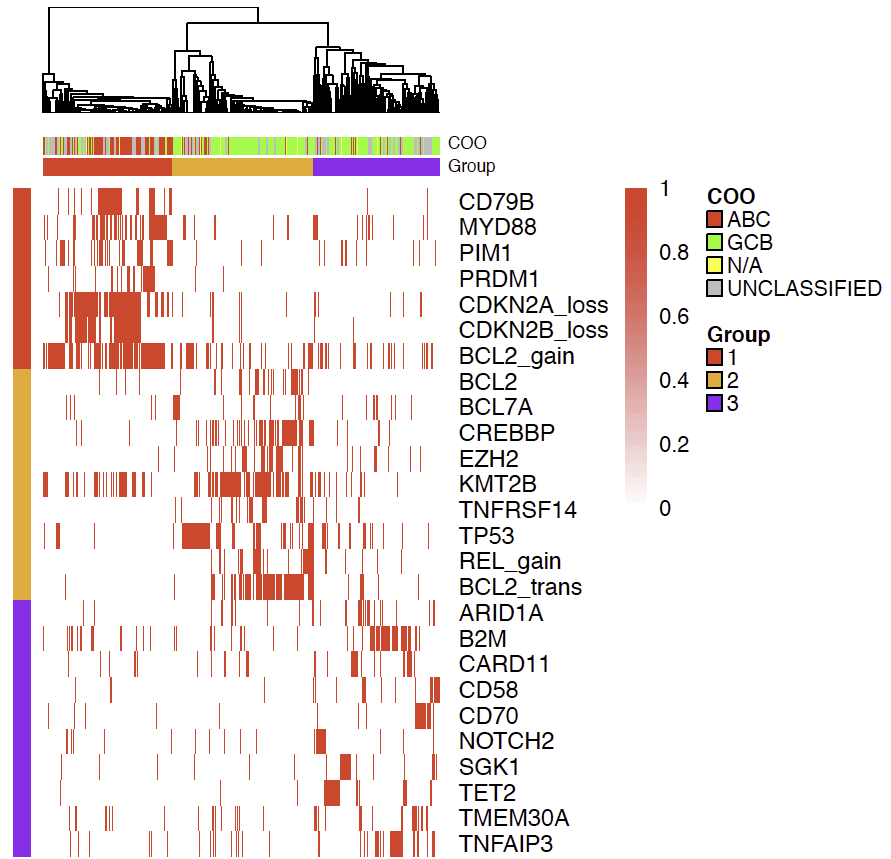 COO
Group
CD79B
MYD88
PIM1
PRDM1
CDKN2A_loss
CDKN2B_loss
BCL2_gain
BCL2
BCL7A
CREBBP
EZH2
KMT2B
TNFRSF14
TP53
REL_gain
BCL2_trans
ARID1A
B2M
CARD11
CD58
CD70
NOTCH2
SGK1
TET2
TMEM30A
TNFAIP3
1
0.8
0.6
0.4
0.2
0
COO
ABC
GCB
N/A
UNCLASSIFIED
Group
1
2
3